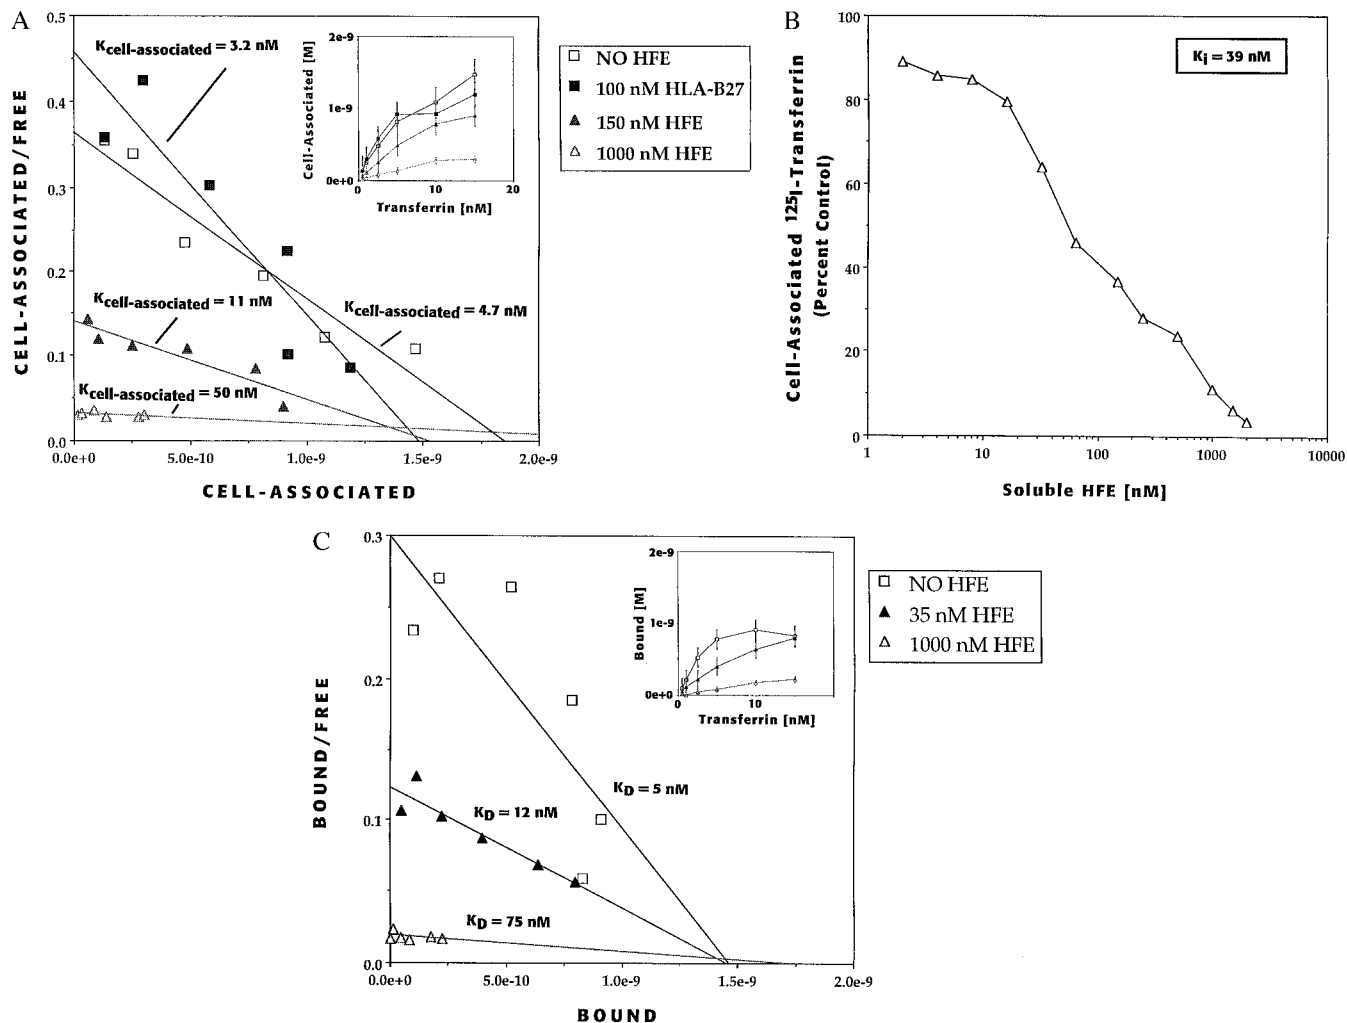 A
0.5
0.4
0.3
0.2
0.1
0.0
CELL-ASSOCIATED/FREE
Kcell-associated = 3.2 nM
Kcell-associated = 11 nM
Kcell-associated = 4.7 nM
Kcell-associated = 50 nM
0.0e+0
5.0e-10
1.0e-9
1.5e-9
2.0e-9
CELL-ASSOCIATED
2e-9
1e-9
0e+0
Cell-Associated [M]
0
10
20
Transferrin [nM]
NO HFE
100 nM HLA-B27
150 nM HFE
1000 nM HFE
B
100
80
60
40
20
0
Cell-Associated ¹²⁵I-Transferrin
(Percent Control)
Ki = 39 nM
1
10
100
1000
10000
Soluble HFE [nM]
C
0.3
0.2
0.1
0.0
BOUND/FREE
KD = 5 nM
KD = 12 nM
KD = 75 nM
0.0e+0
5.0e-10
1.0e-9
1.5e-9
2.0e-9
BOUND
2e-9
1e-9
0e+0
Bound [M]
0
10
Transferrin [nM]
NO HFE
35 nM HFE
1000 nM HFE